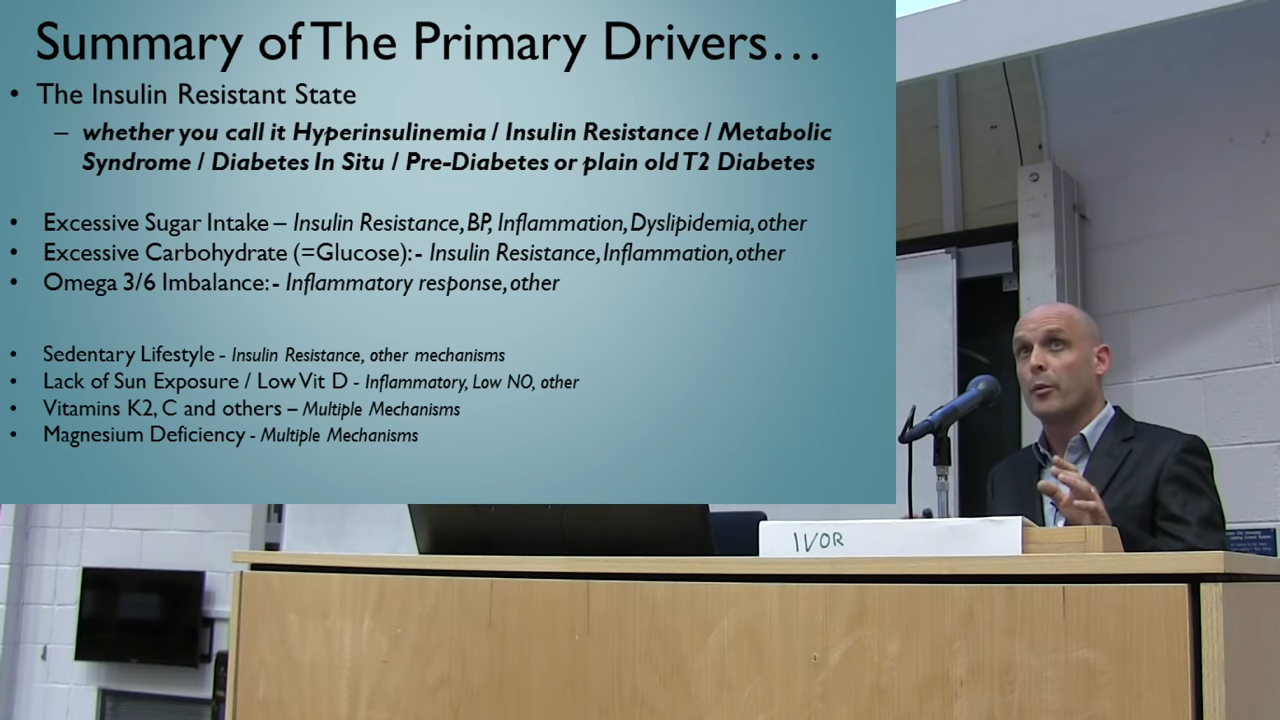 Summary of The Primary Drivers…
• The Insulin Resistant State
– whether you call it Hyperinsulinemia / Insulin Resistance / Metabolic
Syndrome / Diabetes In Situ / Pre-Diabetes or plain old T2 Diabetes
• Excessive Sugar Intake – Insulin Resistance, BP, Inflammation, Dyslipidemia, other
• Excessive Carbohydrate (=Glucose): - Insulin Resistance, Inflammation, other
• Omega 3/6 Imbalance: - Inflammatory response, other
• Sedentary Lifestyle - Insulin Resistance, other mechanisms
• Lack of Sun Exposure / Low Vit D - Inflammatory, Low NO, other
• Vitamins K2, C and others – Multiple Mechanisms
• Magnesium Deficiency - Multiple Mechanisms
IVOR